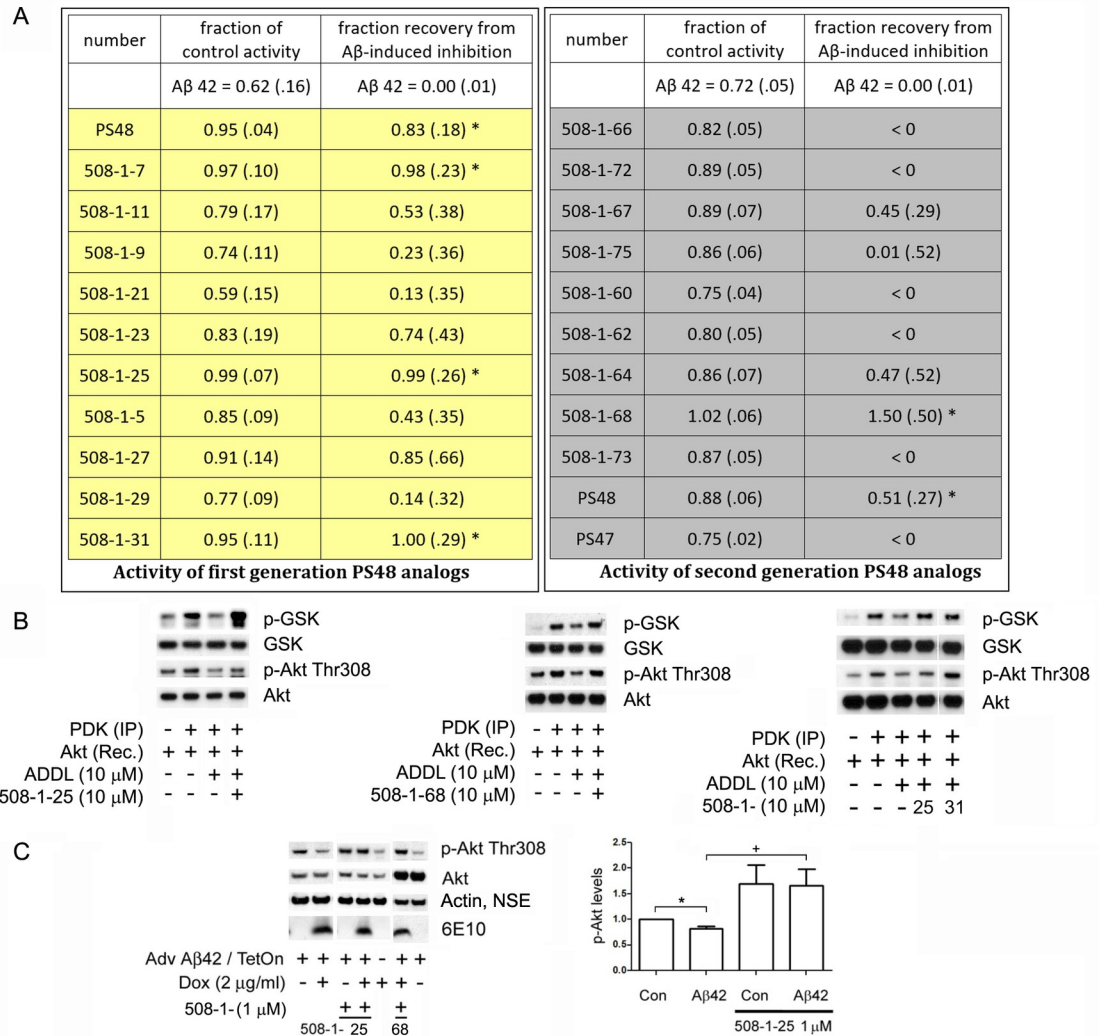 A
number fraction of control activity fraction recovery from Aβ-induced inhibition
Aβ 42 = 0.62 (.16) Aβ 42 = 0.00 (.01)
PS48 0.95 (.04) 0.83 (.18) *
508-1-7 0.97 (.10) 0.98 (.23) *
508-1-11 0.79 (.17) 0.53 (.38)
508-1-9 0.74 (.11) 0.23 (.36)
508-1-21 0.59 (.15) 0.13 (.35)
508-1-23 0.83 (.19) 0.74 (.43)
508-1-25 0.99 (.07) 0.99 (.26) *
508-1-5 0.85 (.09) 0.43 (.35)
508-1-27 0.91 (.14) 0.85 (.66)
508-1-29 0.77 (.09) 0.14 (.32)
508-1-31 0.95 (.11) 1.00 (.29) *
Activity of first generation PS48 analogs
number fraction of control activity fraction recovery from Aβ-induced inhibition
Aβ 42 = 0.72 (.05) Aβ 42 = 0.00 (.01)
508-1-66 0.82 (.05) < 0
508-1-72 0.89 (.05) < 0
508-1-67 0.89 (.07) 0.45 (.29)
508-1-75 0.86 (.06) 0.01 (.52)
508-1-60 0.75 (.04) < 0
508-1-62 0.80 (.05) < 0
508-1-64 0.86 (.07) 0.47 (.52)
508-1-68 1.02 (.06) 1.50 (.50) *
508-1-73 0.87 (.05) < 0
PS48 0.88 (.06) 0.51 (.27) *
PS47 0.75 (.02) < 0
Activity of second generation PS48 analogs
B
p-GSK
GSK
p-Akt Thr308
Akt
PDK (IP) - + + +
Akt (Rec.) + + + +
ADDL (10 μM) - - + +
508-1-25 (10 μM) - - - +
p-GSK
GSK
p-Akt Thr308
Akt
PDK (IP) - + + +
Akt (Rec.) + + + +
ADDL (10 μM) - - + +
508-1-68 (10 μM) - - - +
p-GSK
GSK
p-Akt Thr308
Akt
PDK (IP) - + + + +
Akt (Rec.) + + + + +
ADDL (10 μM) - - + + +
508-1- (10 μM) - - - 25 31
C
p-Akt Thr308
Akt
Actin, NSE
6E10
Adv Aβ42 / TetOn + + + + - + +
Dox (2 μg/ml) - + - + + + -
508-1- (1 μM) + + +
508-1- 25 68
p-Akt levels
2.5
2.0
1.5
1.0
0.5
0.0
* +
Con Aβ42 Con Aβ42
508-1-25 1 μM